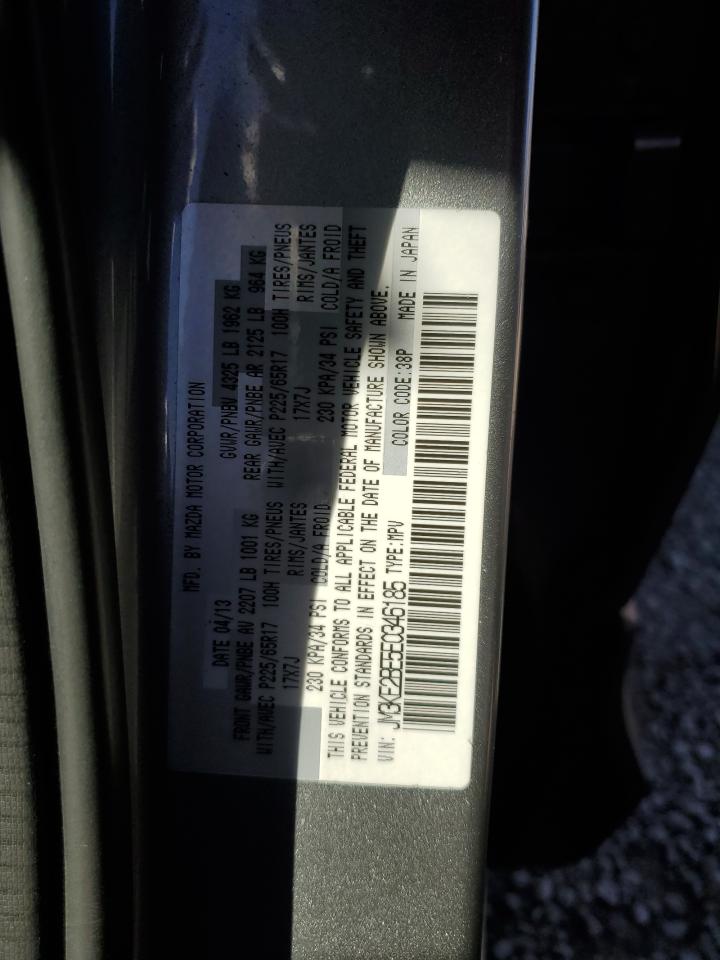 MFD. BY MAZDA MOTOR CORPORATION
DATE 04/13 GVWR/PNBV 4325 LB 1962 KG
FRONT GAWR/PNBE AV 2207 LB 1001 KG REAR GAWR/PNBE AR 2125 LB 964 KG
WITH/AVEC P225/65R17 100H TIRES/PNEUS WITH/AVEC P225/65R17 100H TIRES/PNEUS
17X7J RIMS/JANTES 17X7J RIMS/JANTES
230 KPA/34 PSI COLD/A FROID 230 KPA/34 PSI COLD/A FROID
THIS VEHICLE CONFORMS TO ALL APPLICABLE FEDERAL MOTOR VEHICLE SAFETY AND THEFT
PREVENTION STANDARDS IN EFFECT ON THE DATE OF MANUFACTURE SHOWN ABOVE.
VIN: JM3KE2BE5E0346185 TYPE:MPV COLOR CODE:38P MADE IN JAPAN